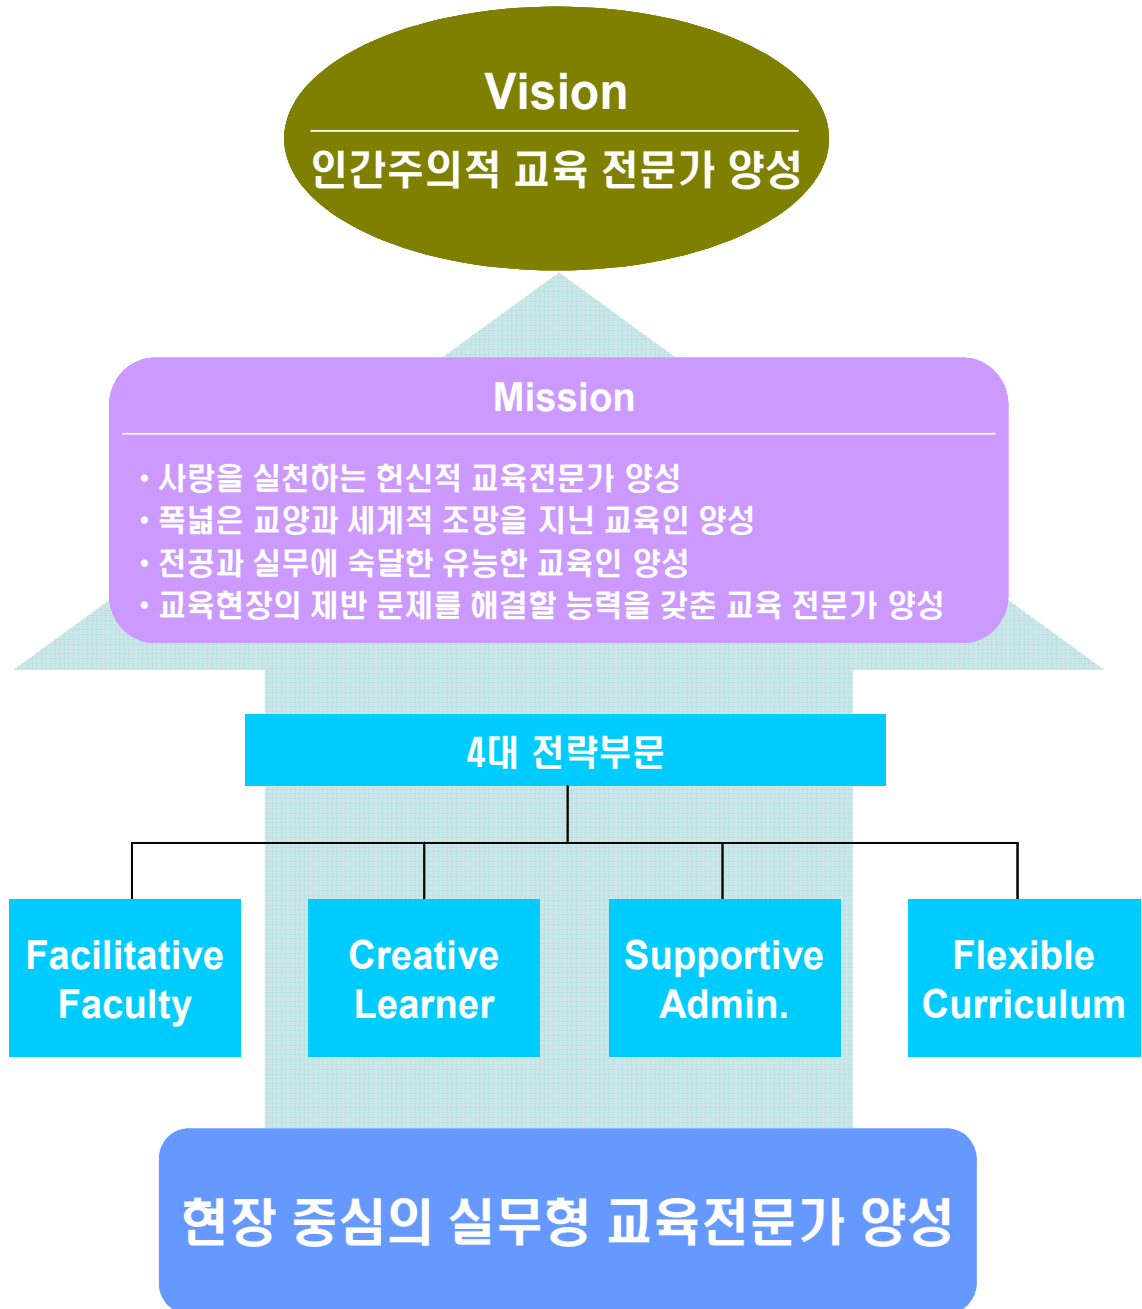 Vision
인간주의적 교육 전문가 양성
Mission
• 사랑을 실천하는 헌신적 교육전문가 양성
• 폭넓은 교양과 세계적 조망을 지닌 교육인 양성
• 전공과 실무에 숙달한 유능한 교육인 양성
• 교육현장의 제반 문제를 해결할 능력을 갖춘 교육 전문가 양성
4대 전략부문
Facilitative
Faculty
Creative
Learner
Supportive
Admin.
Flexible
Curriculum
현장 중심의 실무형 교육전문가 양성